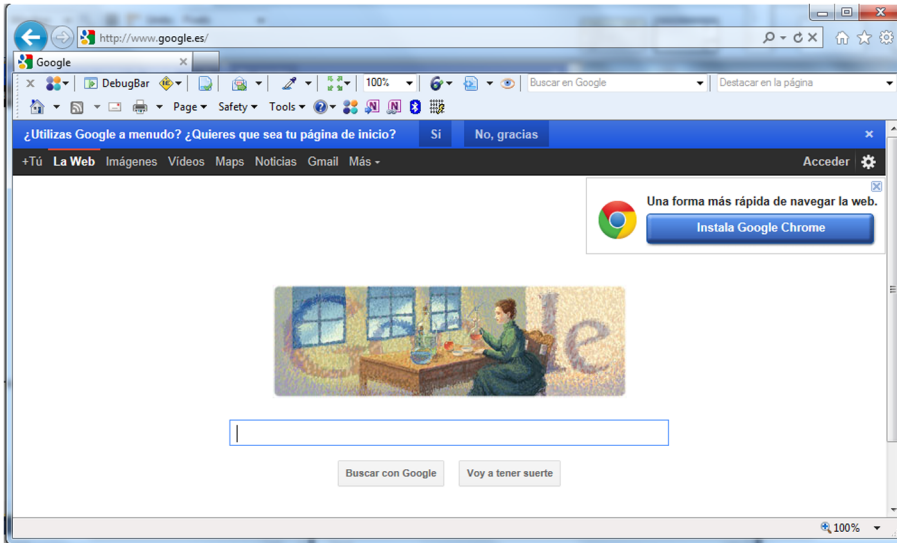 http://www.google.es/
Google
DebugBar
100%
Buscar en Google
Destacar en la página
Page
Safety
Tools
¿Utilizas Google a menudo? ¿Quieres que sea tu página de inicio?
Sí
No, gracias
+Tú La Web Imágenes Vídeos Maps Noticias Gmail Más
Acceder
Una forma más rápida de navegar la web.
Instala Google Chrome
Google
Buscar con Google
Voy a tener suerte
100%